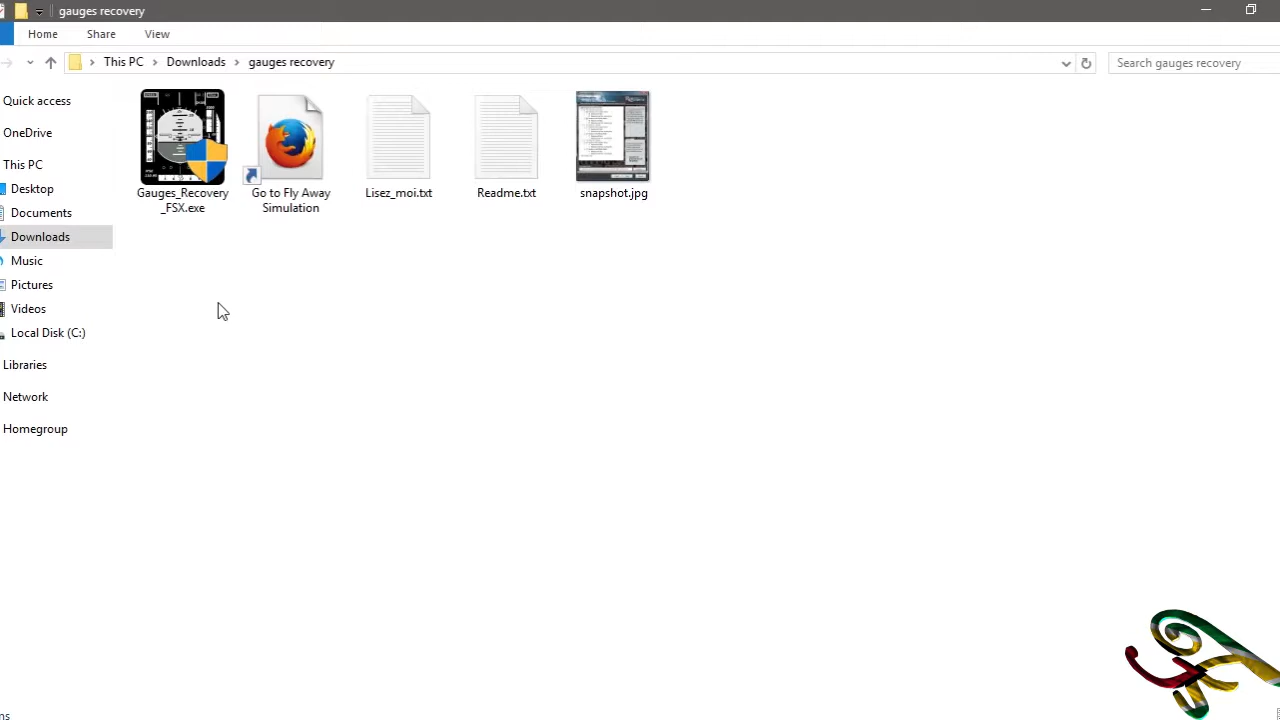 gauges recovery
Home Share View
This PC Downloads gauges recovery
Search gauges recovery
Quick access
OneDrive
This PC
Desktop
Documents
Downloads
Music
Pictures
Videos
Local Disk (C:)
Libraries
Network
Homegroup
Gauges_Recovery
_FSX.exe
Go to Fly Away
Simulation
Lisez_moi.txt
Readme.txt
snapshot.jpg